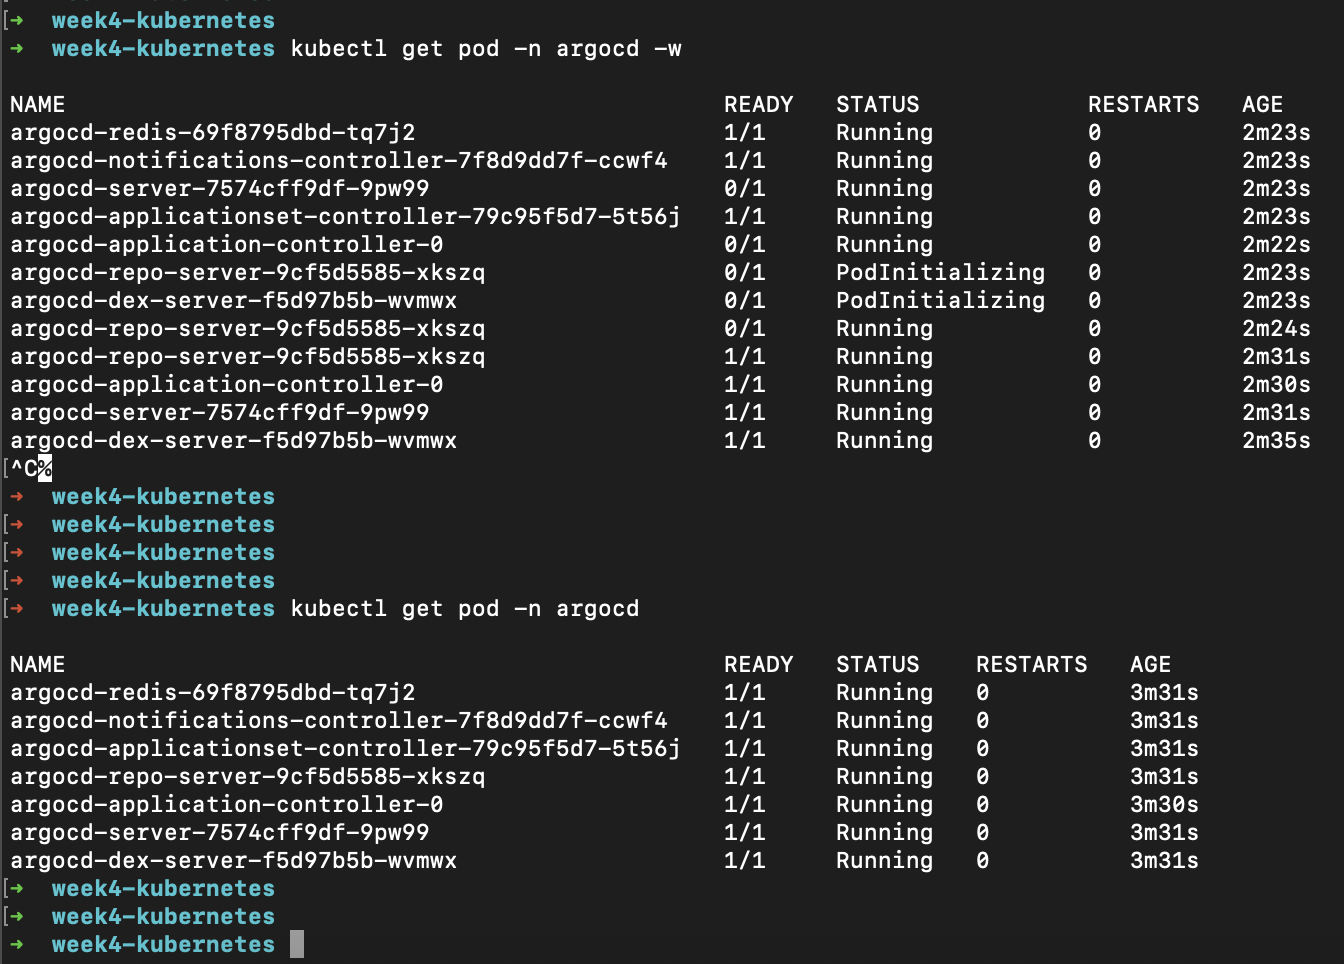 [➜  week4-kubernetes
➜  week4-kubernetes kubectl get pod -n argocd -w
NAME READY STATUS RESTARTS AGE
argocd-redis-69f8795dbd-tq7j2 1/1 Running 0 2m23s
argocd-notifications-controller-7f8d9dd7f-ccwf4 1/1 Running 0 2m23s
argocd-server-7574cff9df-9pw99 0/1 Running 0 2m23s
argocd-applicationset-controller-79c95f5d7-5t56j 1/1 Running 0 2m23s
argocd-application-controller-0 0/1 Running 0 2m22s
argocd-repo-server-9cf5d5585-xkszq 0/1 PodInitializing 0 2m23s
argocd-dex-server-f5d97b5b-wvmwx 0/1 PodInitializing 0 2m23s
argocd-repo-server-9cf5d5585-xkszq 0/1 Running 0 2m24s
argocd-repo-server-9cf5d5585-xkszq 1/1 Running 0 2m31s
argocd-application-controller-0 1/1 Running 0 2m30s
argocd-server-7574cff9df-9pw99 1/1 Running 0 2m31s
argocd-dex-server-f5d97b5b-wvmwx 1/1 Running 0 2m35s
[^C%
➜  week4-kubernetes
[➜  week4-kubernetes
[➜  week4-kubernetes
[➜  week4-kubernetes
[➜  week4-kubernetes kubectl get pod -n argocd
NAME READY STATUS RESTARTS AGE
argocd-redis-69f8795dbd-tq7j2 1/1 Running 0 3m31s
argocd-notifications-controller-7f8d9dd7f-ccwf4 1/1 Running 0 3m31s
argocd-applicationset-controller-79c95f5d7-5t56j 1/1 Running 0 3m31s
argocd-repo-server-9cf5d5585-xkszq 1/1 Running 0 3m31s
argocd-application-controller-0 1/1 Running 0 3m30s
argocd-server-7574cff9df-9pw99 1/1 Running 0 3m31s
argocd-dex-server-f5d97b5b-wvmwx 1/1 Running 0 3m31s
[➜  week4-kubernetes
[➜  week4-kubernetes
➜  week4-kubernetes